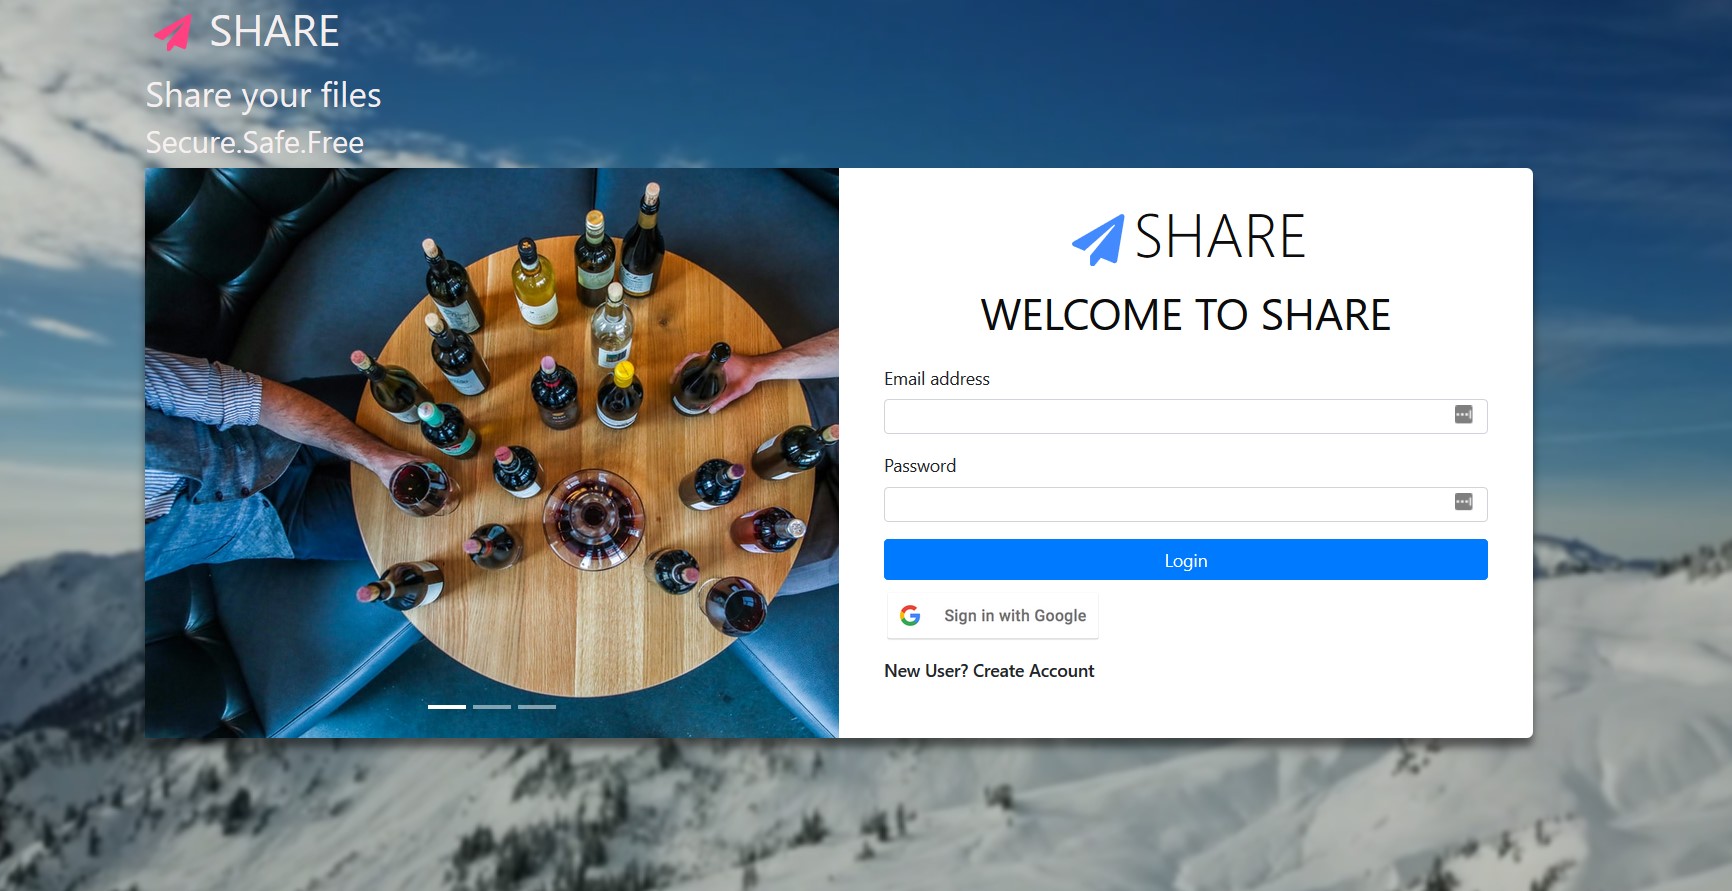 SHARE
Share your files
Secure.Safe.Free
SHARE
WELCOME TO SHARE
Email address
Password
Login
Sign in with Google
New User? Create Account